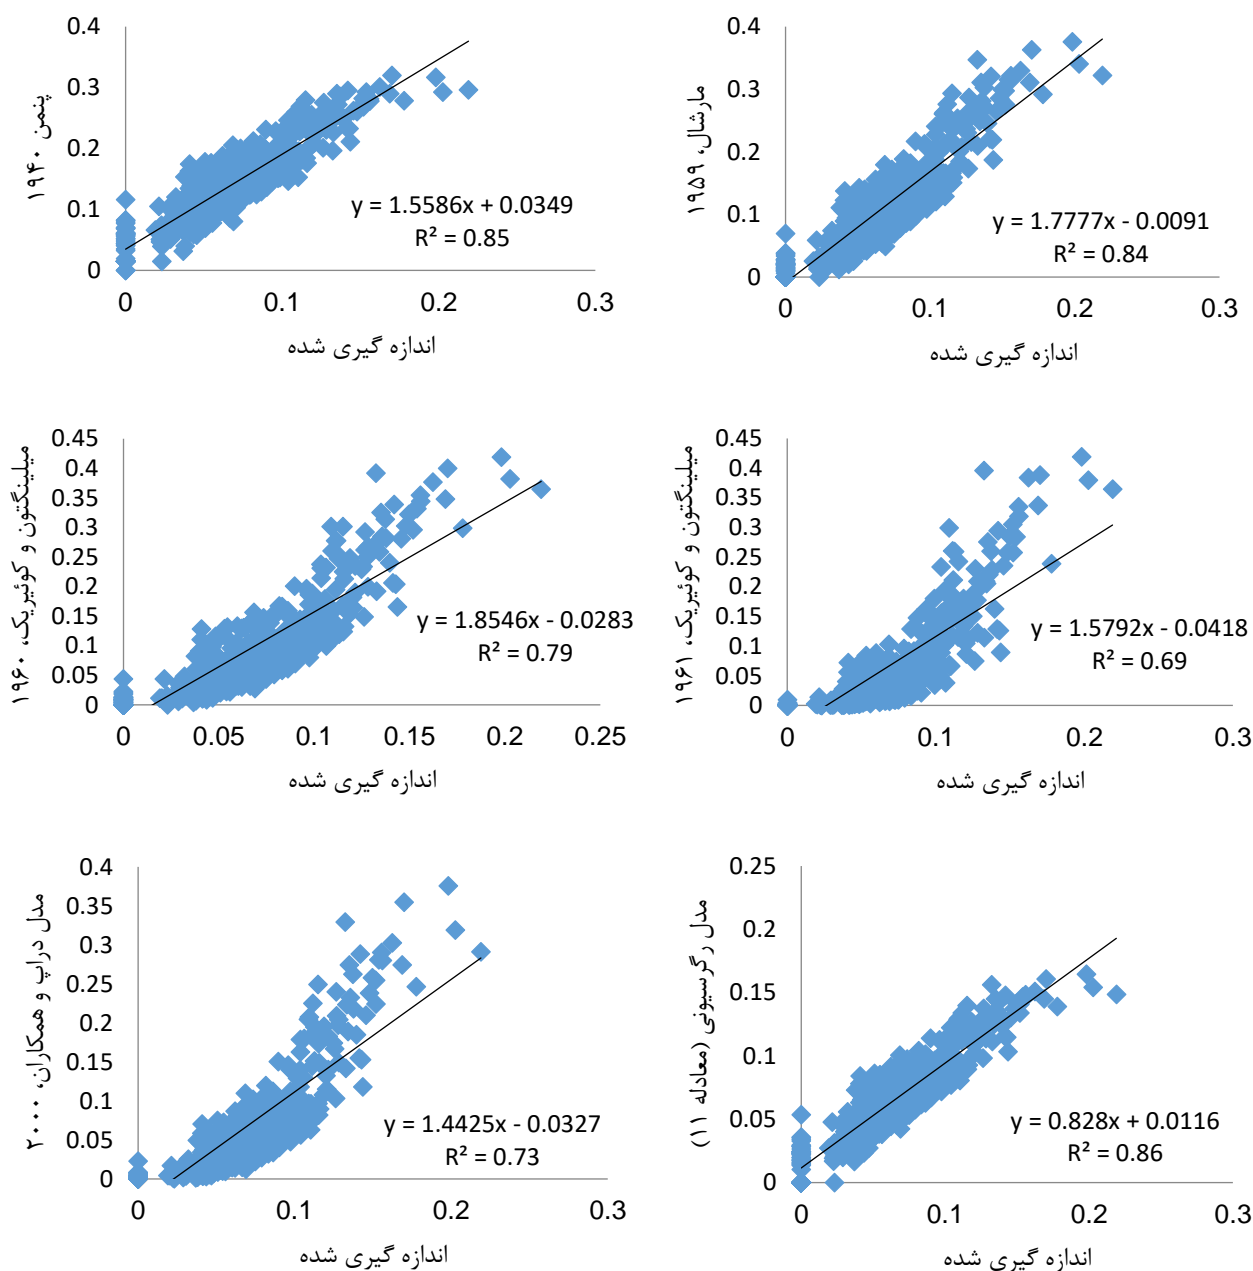 پنمن ۱۹۴۰
0.4
0.3
0.2
0.1
0
y = 1.5586x + 0.0349
R² = 0.85
0 0.1 0.2 0.3
اندازه گیری شده
مارشال، ۱۹۵۹
0.4
0.3
0.2
0.1
0
y = 1.7777x - 0.0091
R² = 0.84
0 0.1 0.2 0.3
اندازه گیری شده
میلینگتون و کوئیریک، ۱۹۶۰
0.45
0.4
0.35
0.3
0.25
0.2
0.15
0.1
0.05
0
y = 1.8546x - 0.0283
R² = 0.79
0 0.05 0.1 0.15 0.2 0.25
اندازه گیری شده
میلینگتون و کوئیریک، ۱۹۶۱
0.45
0.4
0.35
0.3
0.25
0.2
0.15
0.1
0.05
0
y = 1.5792x - 0.0418
R² = 0.69
0 0.1 0.2 0.3
اندازه گیری شده
مدل دراپ و همکاران، ۲۰۰۰
0.4
0.35
0.3
0.25
0.2
0.15
0.1
0.05
0
y = 1.4425x - 0.0327
R² = 0.73
0 0.1 0.2 0.3
اندازه گیری شده
مدل رگرسیونی (معادله ۱۱)
0.25
0.2
0.15
0.1
0.05
0
y = 0.828x + 0.0116
R² = 0.86
0 0.1 0.2 0.3
اندازه گیری شده